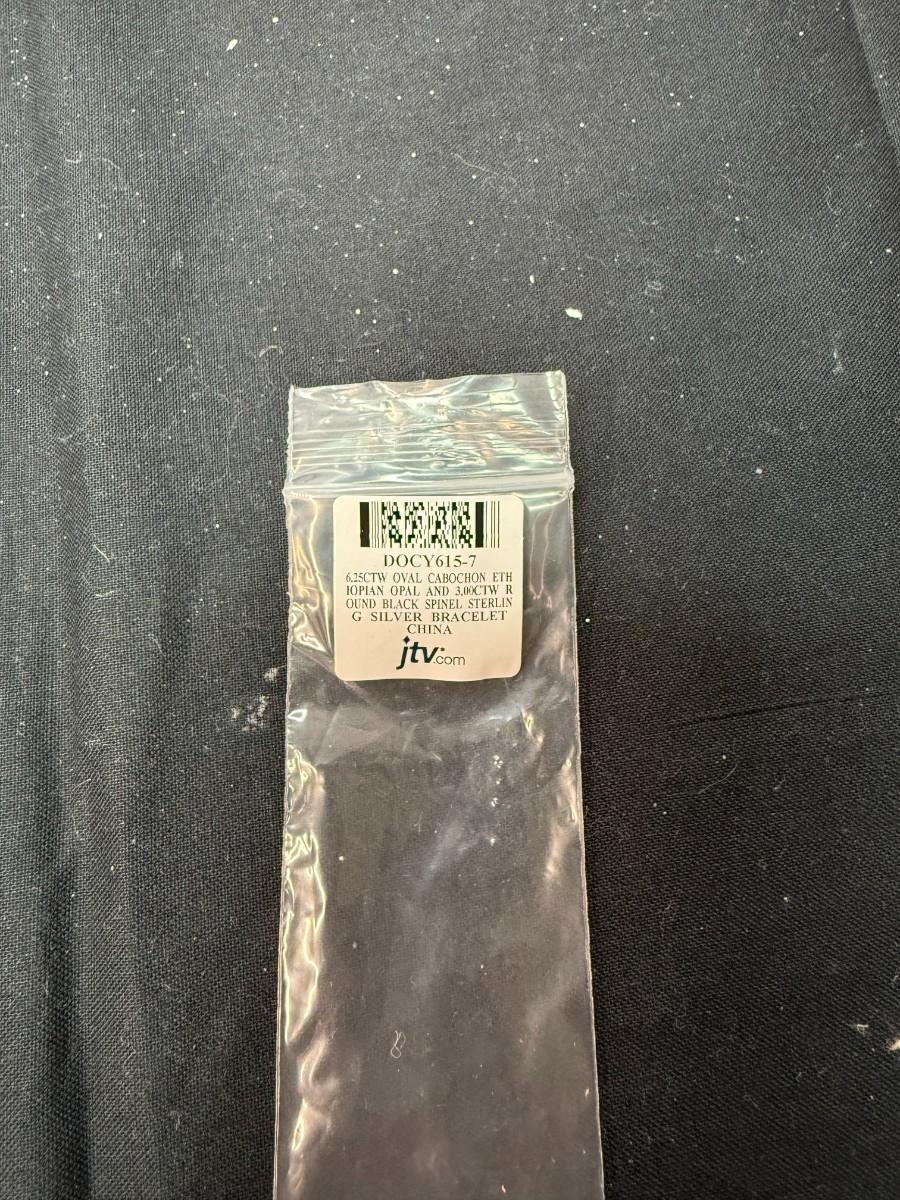 DOCY615-7
6.25CTW OVAL CABOCHON ETH
IOPIAN OPAL AND 3.00CTW R
OUND BLACK SPINEL STERLIN
G SILVER BRACELET
CHINA
jtv.com